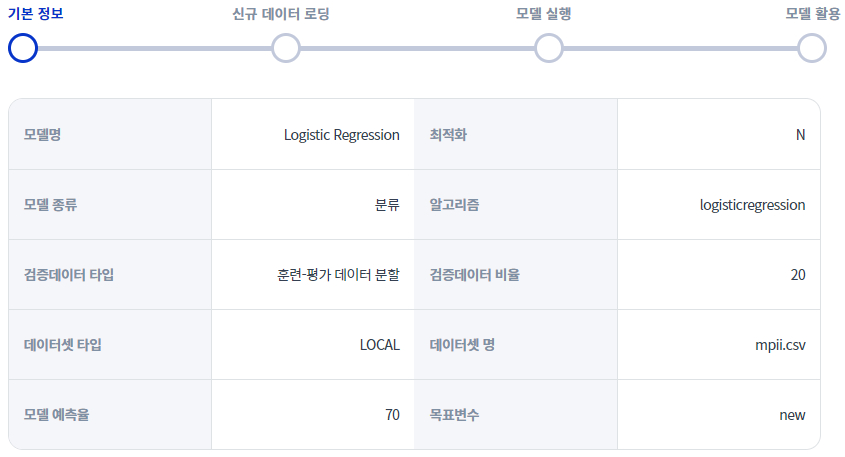 기본 정보 신규 데이터 로딩 모델 실행 모델 활용
모델명 Logistic Regression 최적화 N
모델 종류 분류 알고리즘 logisticregression
검증데이터 타입 훈련-평가 데이터 분할 검증데이터 비율 20
데이터셋 타입 LOCAL 데이터셋 명 mpii.csv
모델 예측율 70 목표변수 new